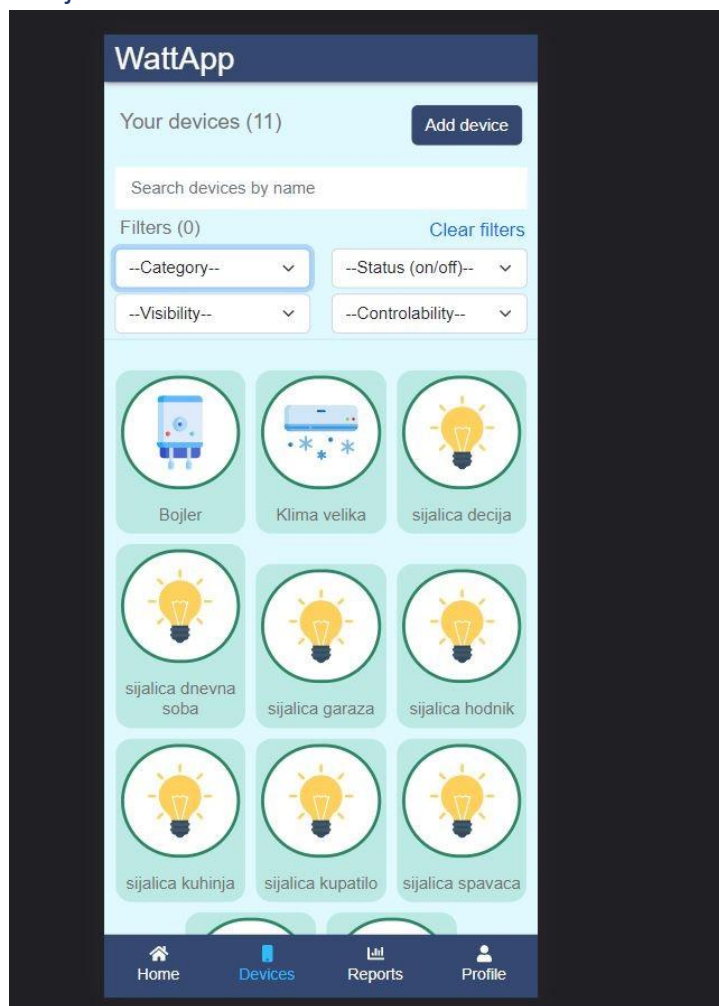 WattApp
Your devices (11)
Add device
Search devices by name
Filters (0)
Clear filters
--Category--
--Status (on/off)--
--Visibility--
--Controlability--
Bojler
Klima velika
sijalica decija
sijalica dnevna
soba
sijalica garaza
sijalica hodnik
sijalica kuhinja
sijalica kupatilo
sijalica spavaca
Home
Devices
Reports
Profile